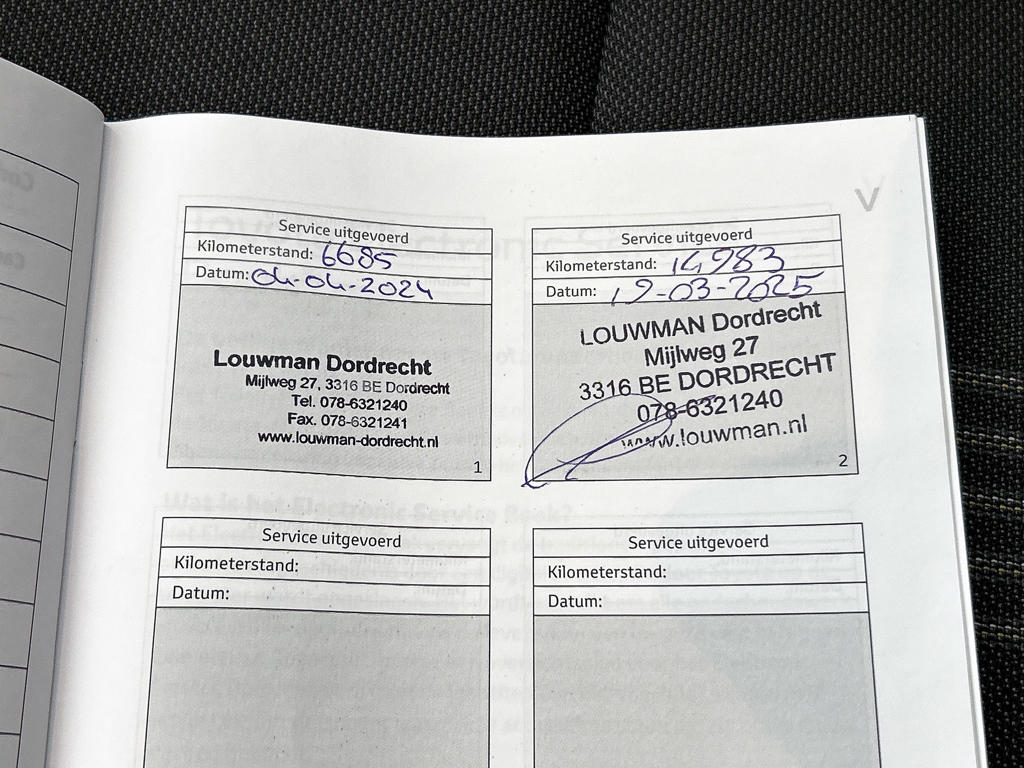 V
Service uitgevoerd
Kilometerstand: 6685
Datum: 04-04-2024
Louwman Dordrecht
Mijlweg 27, 3316 BE Dordrecht
Tel. 078-6321240
Fax. 078-6321241
www.louwman-dordrecht.nl
1
Service uitgevoerd
Kilometerstand: 14983
Datum: 19-03-2025
LOUWMAN Dordrecht
Mijlweg 27
3316 BE DORDRECHT
078-6321240
www.louwman.nl
2
Service uitgevoerd
Kilometerstand:
Datum:
Service uitgevoerd
Kilometerstand:
Datum: